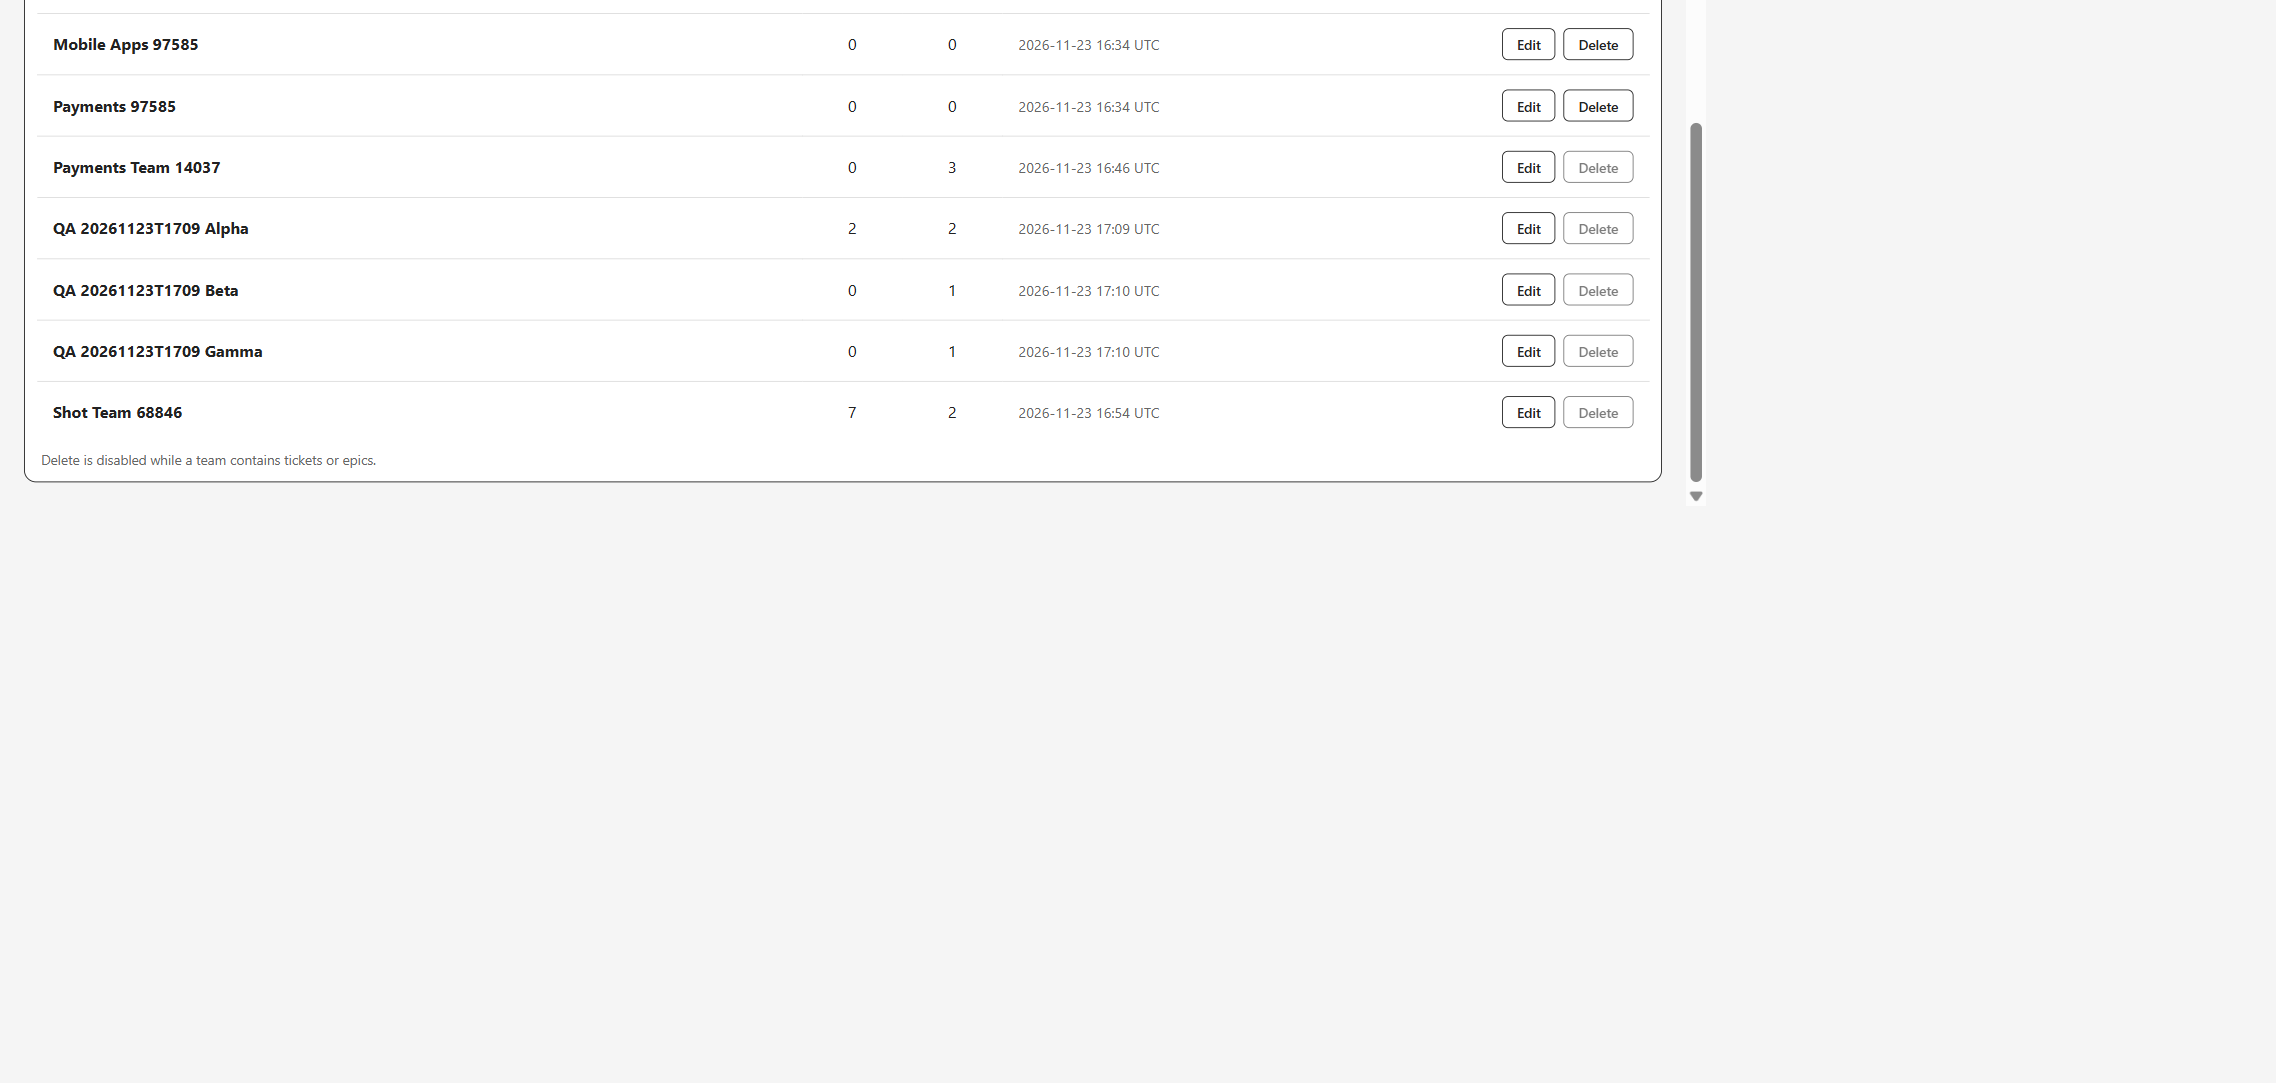 Mobile Apps 97585 0 0 2026-11-23 16:34 UTC Edit Delete
Payments 97585 0 0 2026-11-23 16:34 UTC Edit Delete
Payments Team 14037 0 3 2026-11-23 16:46 UTC Edit Delete
QA 20261123T1709 Alpha 2 2 2026-11-23 17:09 UTC Edit Delete
QA 20261123T1709 Beta 0 1 2026-11-23 17:10 UTC Edit Delete
QA 20261123T1709 Gamma 0 1 2026-11-23 17:10 UTC Edit Delete
Shot Team 68846 7 2 2026-11-23 16:54 UTC Edit Delete
Delete is disabled while a team contains tickets or epics.